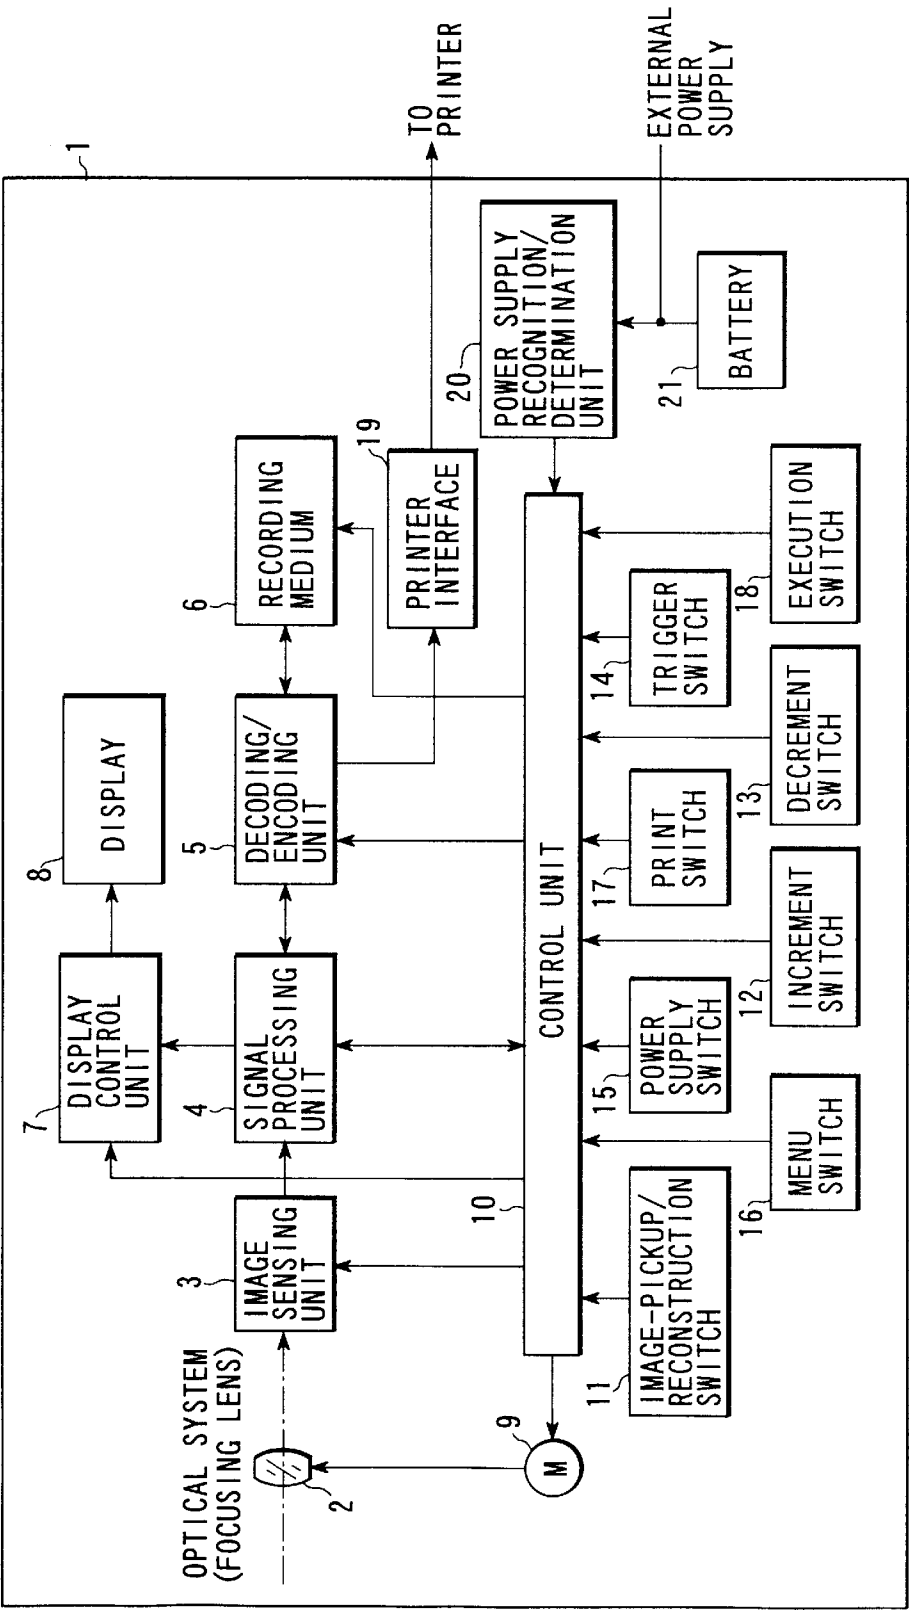 1
OPTICAL SYSTEM
(FOCUSING LENS)
2
3
IMAGE
SENSING
UNIT
4
SIGNAL
PROCESSING
UNIT
7
DISPLAY
CONTROL
UNIT
8
DISPLAY
5
DECODING/
ENCODING
UNIT
6
RECORDING
MEDIUM
19
PRINTER
INTERFACE
TO
PRINTER
9
M
10
CONTROL UNIT
20
POWER SUPPLY
RECOGNITION/
DETERMINATION
UNIT
EXTERNAL
POWER
SUPPLY
21
BATTERY
11
IMAGE-PICKUP/
RECONSTRUCTION
SWITCH
15
POWER
SUPPLY
SWITCH
17
PRINT
SWITCH
14
TRIGGER
SWITCH
16
MENU
SWITCH
12
INCREMENT
SWITCH
13
DECREMENT
SWITCH
18
EXECUTION
SWITCH